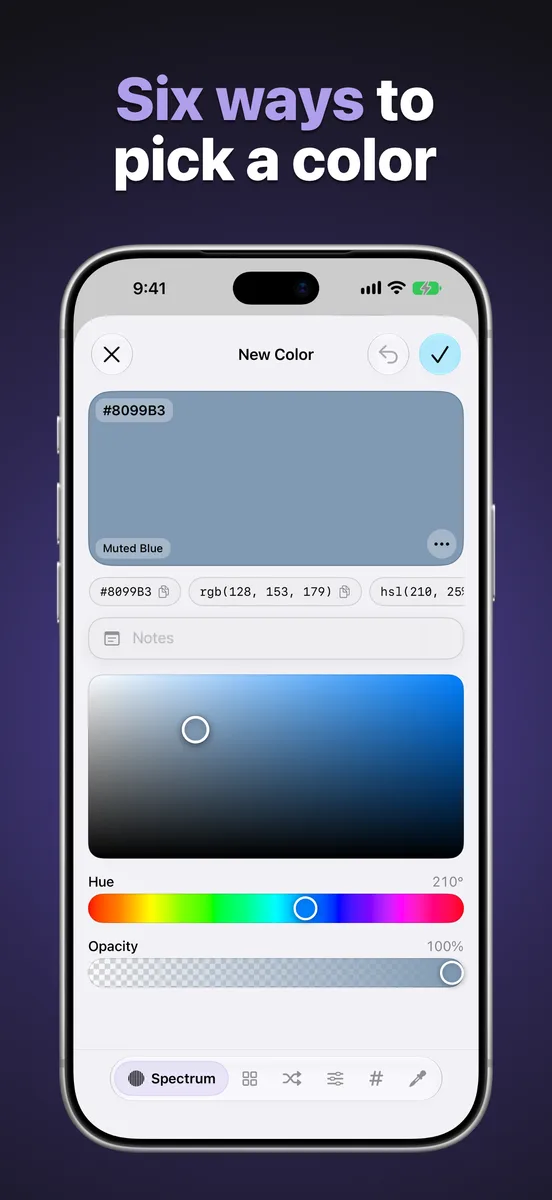 Six ways to
pick a color
9:41
New Color
#8099B3
Muted Blue
#8099B3
rgb(128, 153, 179)
hsl(210, 25%
Notes
Hue
210°
Opacity
100%
Spectrum
#